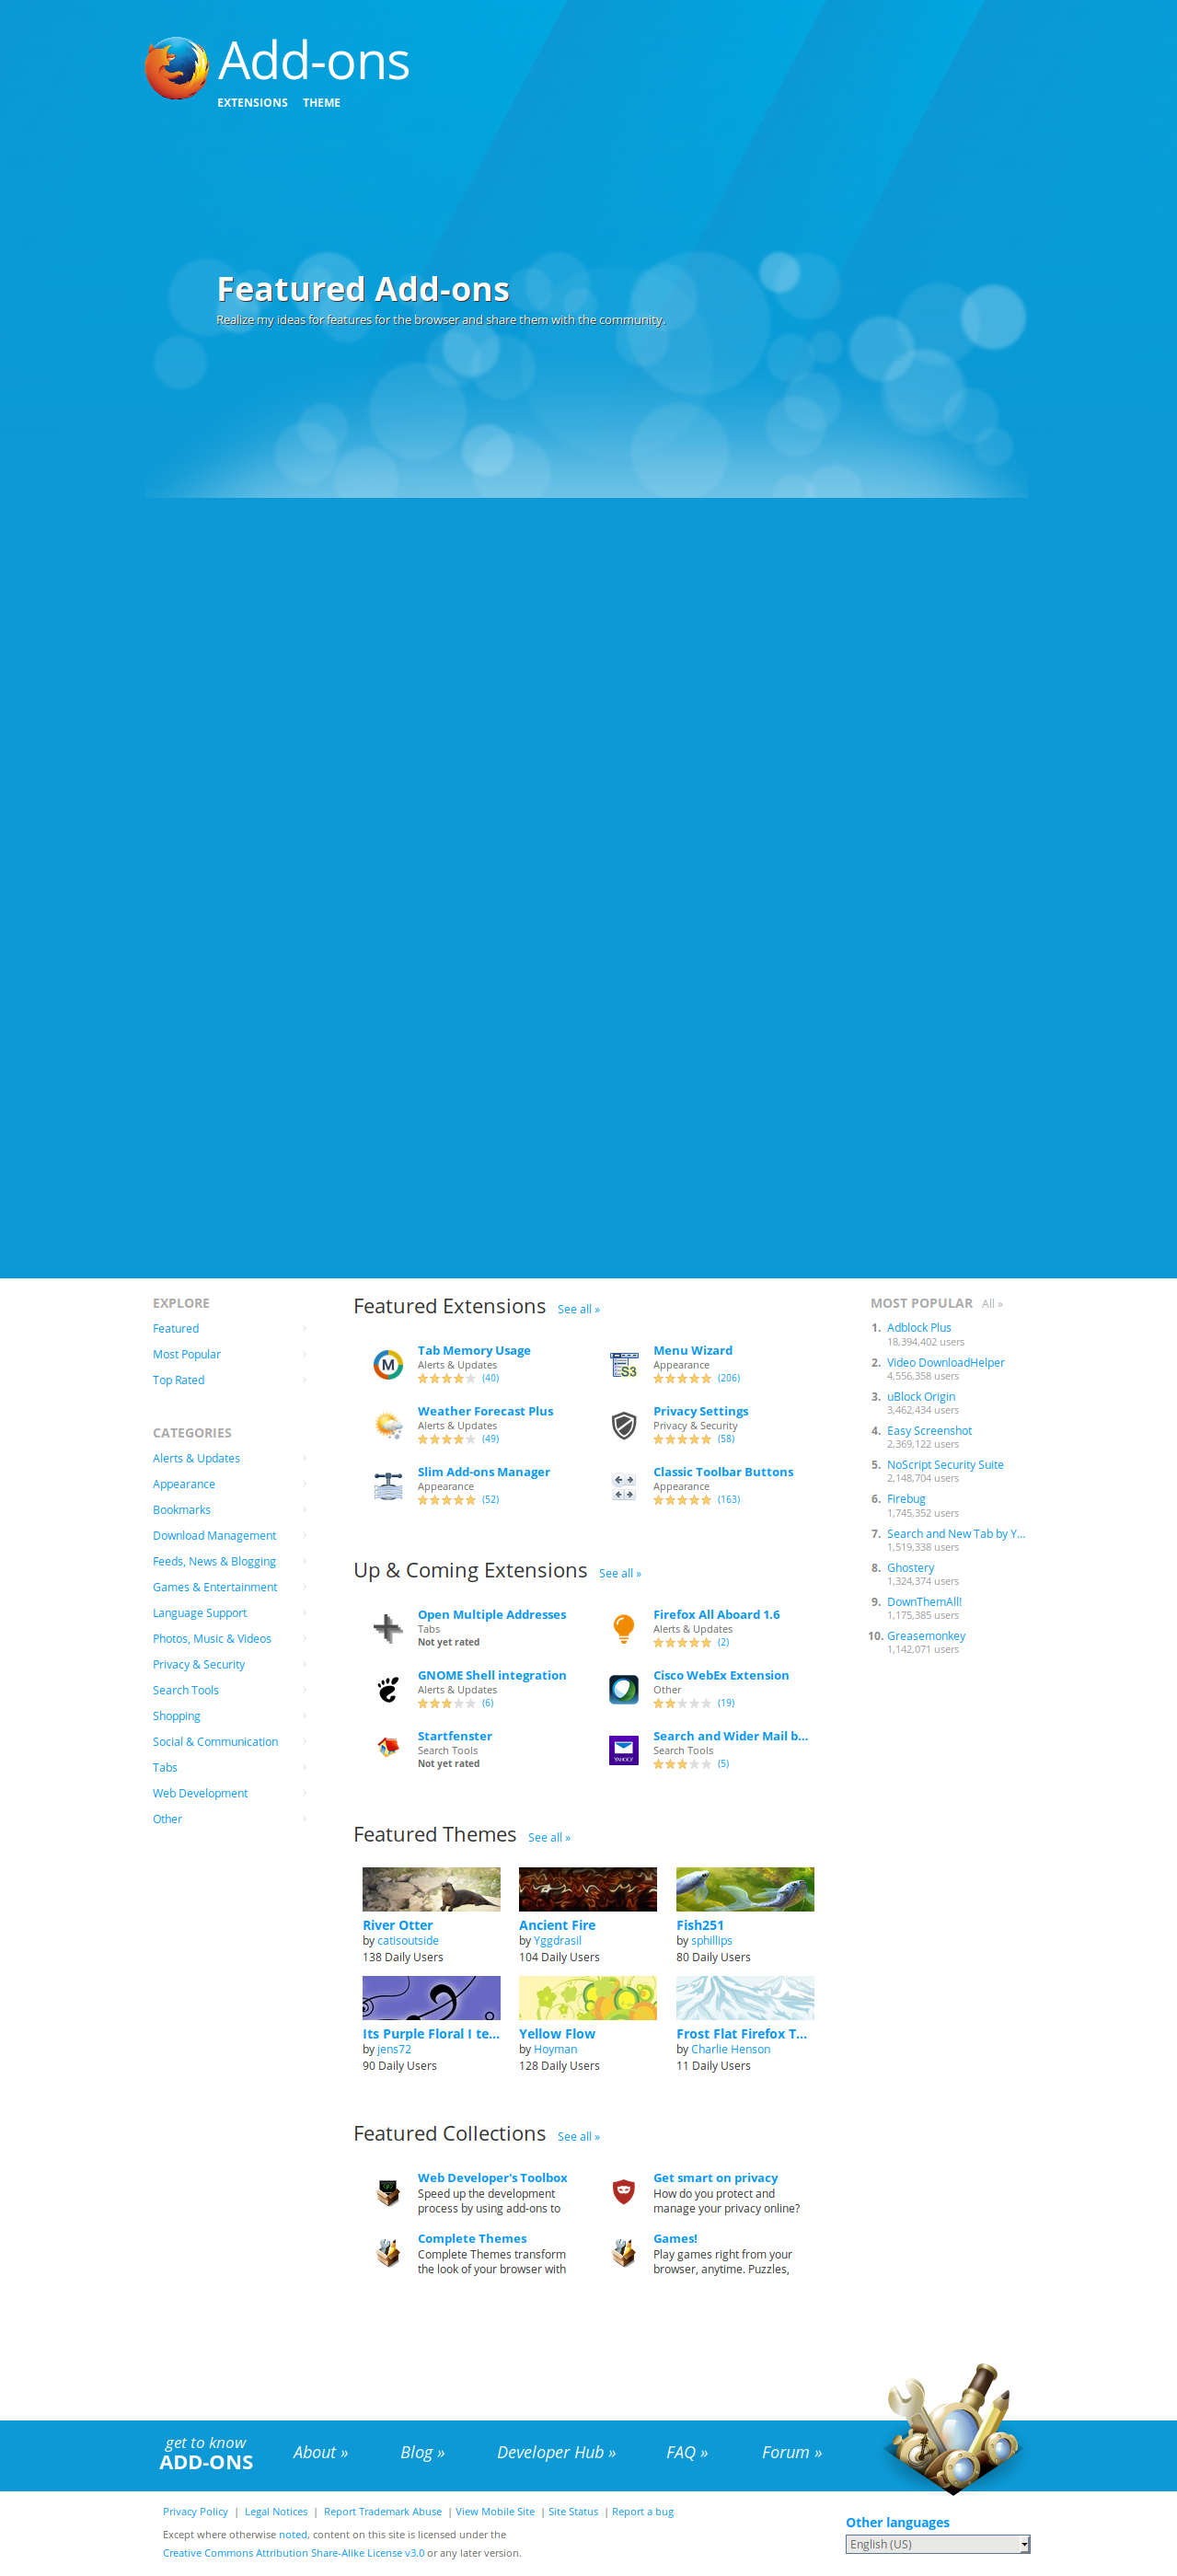 Add-ons
EXTENSIONS THEME
Featured Add-ons
Realize my ideas for features for the browser and share them with the community.
EXPLORE
Featured
Most Popular
Top Rated
CATEGORIES
Alerts & Updates
Appearance
Bookmarks
Download Management
Feeds, News & Blogging
Games & Entertainment
Language Support
Photos, Music & Videos
Privacy & Security
Search Tools
Shopping
Social & Communication
Tabs
Web Development
Other
Featured Extensions See all »
Tab Memory Usage
Alerts & Updates
(40)
Menu Wizard
Appearance
(206)
Weather Forecast Plus
Alerts & Updates
(49)
Privacy Settings
Privacy & Security
(58)
Slim Add-ons Manager
Appearance
(52)
Classic Toolbar Buttons
Appearance
(163)
Up & Coming Extensions See all »
Open Multiple Addresses
Tabs
Not yet rated
Firefox All Aboard 1.6
Alerts & Updates
(2)
GNOME Shell integration
Alerts & Updates
(6)
Cisco WebEx Extension
Other
(19)
Startfenster
Search Tools
Not yet rated
YAHOO!
Search and Wider Mail b...
Search Tools
(5)
Featured Themes See all »
River Otter
by catisoutside
138 Daily Users
Ancient Fire
by Yggdrasil
104 Daily Users
Fish251
by sphillips
80 Daily Users
Its Purple Floral I te...
by jens72
90 Daily Users
Yellow Flow
by Hoyman
128 Daily Users
Frost Flat Firefox T...
by Charlie Henson
11 Daily Users
Featured Collections See all »
Web Developer's Toolbox
Speed up the development
process by using add-ons to
Get smart on privacy
How do you protect and
manage your privacy online?
Complete Themes
Complete Themes transform
the look of your browser with
Games!
Play games right from your
browser, anytime. Puzzles,
MOST POPULAR All »
1. Adblock Plus
18,394,402 users
2. Video DownloadHelper
4,556,358 users
3. uBlock Origin
3,462,434 users
4. Easy Screenshot
2,369,122 users
5. NoScript Security Suite
2,148,704 users
6. Firebug
1,745,352 users
7. Search and New Tab by Y...
1,519,338 users
8. Ghostery
1,324,374 users
9. DownThemAll!
1,175,385 users
10. Greasemonkey
1,142,071 users
get to know
ADD-ONS
About » Blog » Developer Hub » FAQ » Forum »
Privacy Policy | Legal Notices | Report Trademark Abuse | View Mobile Site | Site Status | Report a bug
Except where otherwise noted, content on this site is licensed under the
Creative Commons Attribution Share-Alike License v3.0 or any later version.
Other languages
English (US)